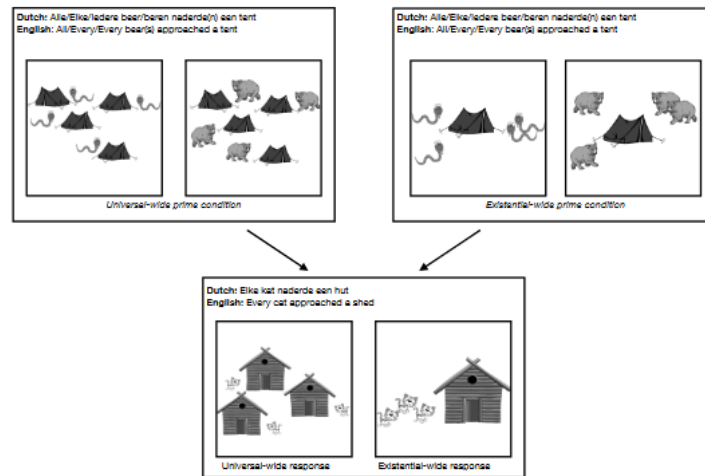 Dutch: Alle/Elke/Iedere beer/beren naderde(n) een tent
English: All/Every/Every bear(s) approached a tent
Universal-wide prime condition
Dutch: Alle/Elke/Iedere beer/beren naderde(n) een tent
English: All/Every/Every bear(s) approached a tent
Existential-wide prime condition
Dutch: Elke kat naderde een hut
English: Every cat approached a shed
Universal-wide response
Existential-wide response